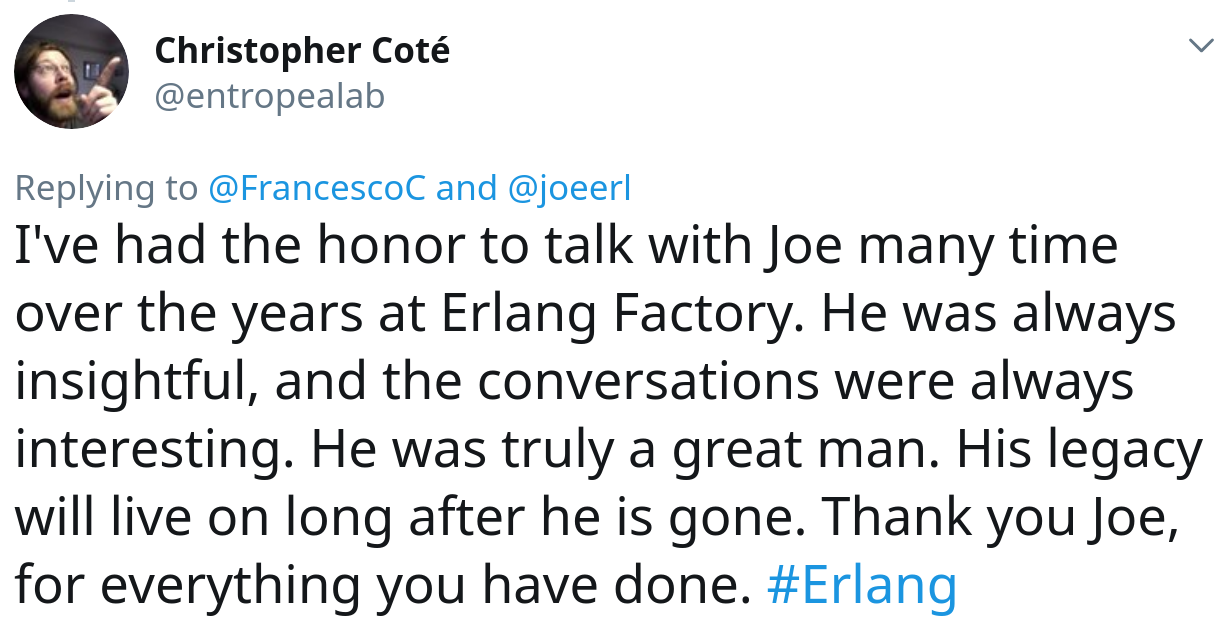 Christopher Coté
@entropealab
Replying to @FrancescoC and @joeerl
I've had the honor to talk with Joe many time
over the years at Erlang Factory. He was always
insightful, and the conversations were always
interesting. He was truly a great man. His legacy
will live on long after he is gone. Thank you Joe,
for everything you have done. #Erlang